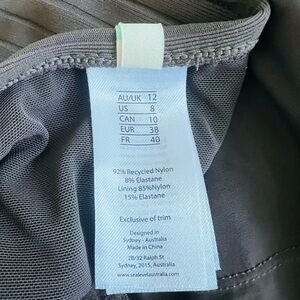 AU/UK 12
US 8
CAN 10
EUR 38
FR 40
92% Recycled Nylon
8% Elastane
Lining 85%Nylon
15% Elastane
Exclusive of trim
Designed in
Sydney - Australia
Made in China
2B/32 Ralph St
Sydney, 2015, Australia.
www.sealevelaustralia.com